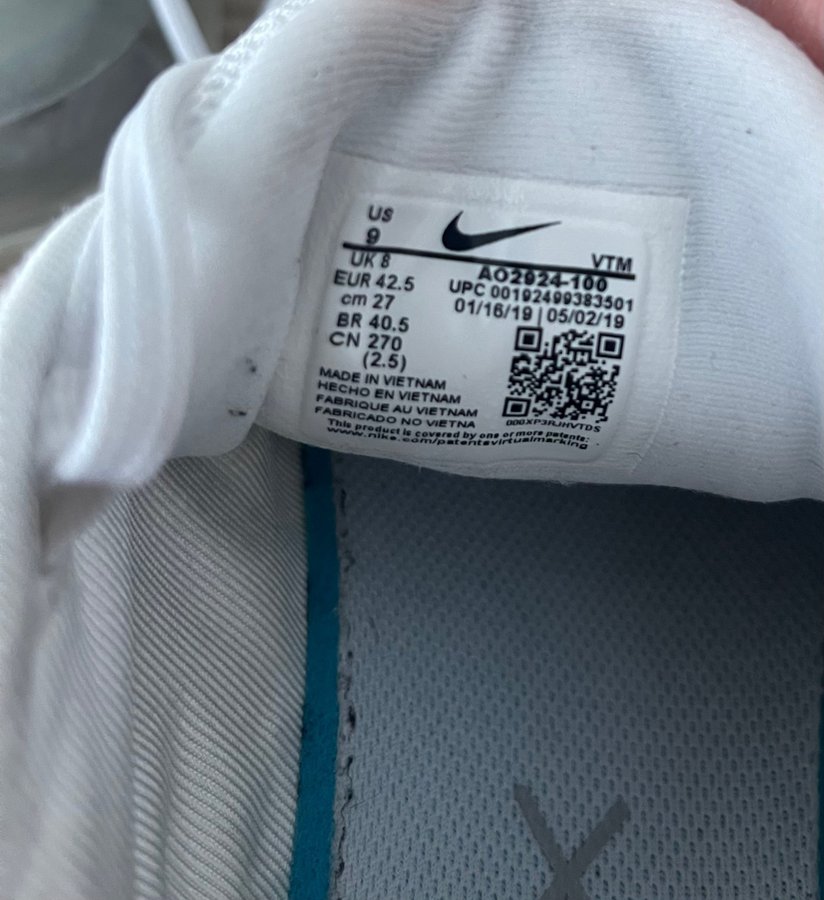 US
9
UK 8
EUR 42.5
cm 27
BR 40.5
CN 270
(2.5)
VTM
AO2924-100
UPC 00192499383501
01/16/19 | 05/02/19
000XP3RJHVTDS
MADE IN VIETNAM
HECHO EN VIETNAM
FABRIQUE AU VIETNAM
FABRICADO NO VIETNA
This product is covered by one or more patents:
www.nike.com/patentsvirtualmarking
X